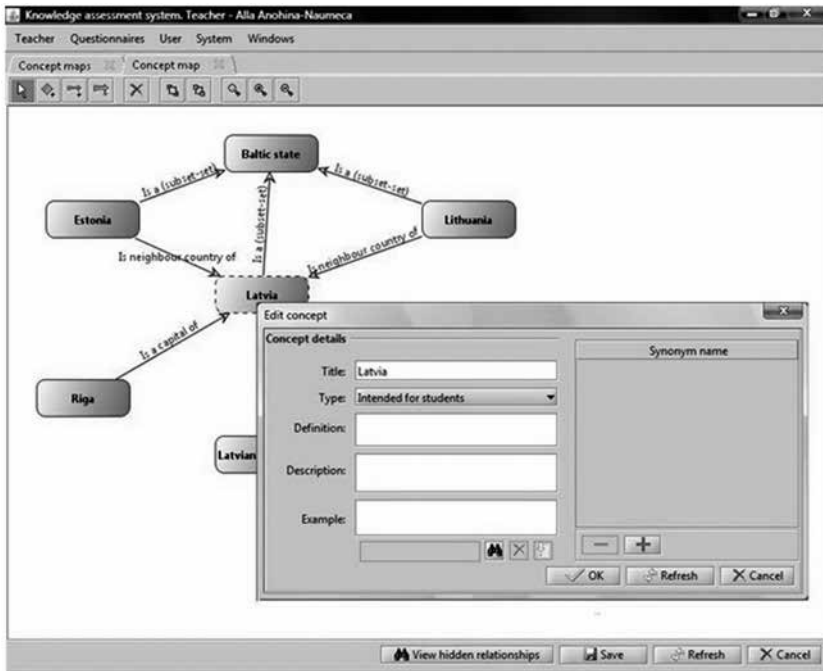 Knowledge assessment system. Teacher - Alla Anohina-Naumeca
Teacher Questionnaires User System Windows
Concept maps Concept map
Baltic state
Is a (subset-set)
Is a (subset-set)
Is a (subset-set)
Estonia
Lithuania
Is neighbour country of
Is neighbour country of
Latvia
Is a capital of
Riga
Latvian
Edit concept
Concept details
Title: Latvia
Type: Intended for students
Definition:
Description:
Example:
Synonym name
OK Refresh Cancel
View hidden relationships Save Refresh Cancel